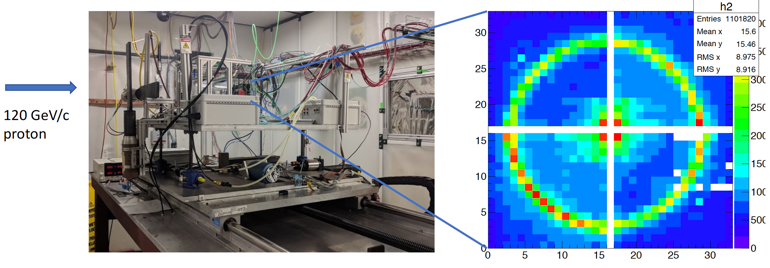 120 GeV/c
proton
h2
Entries 1101820
Mean x 15.6
Mean y 15.46
RMS x 8.975
RMS y 8.916
30
25
20
15
10
5
0
0 5 10 15 20 25 30